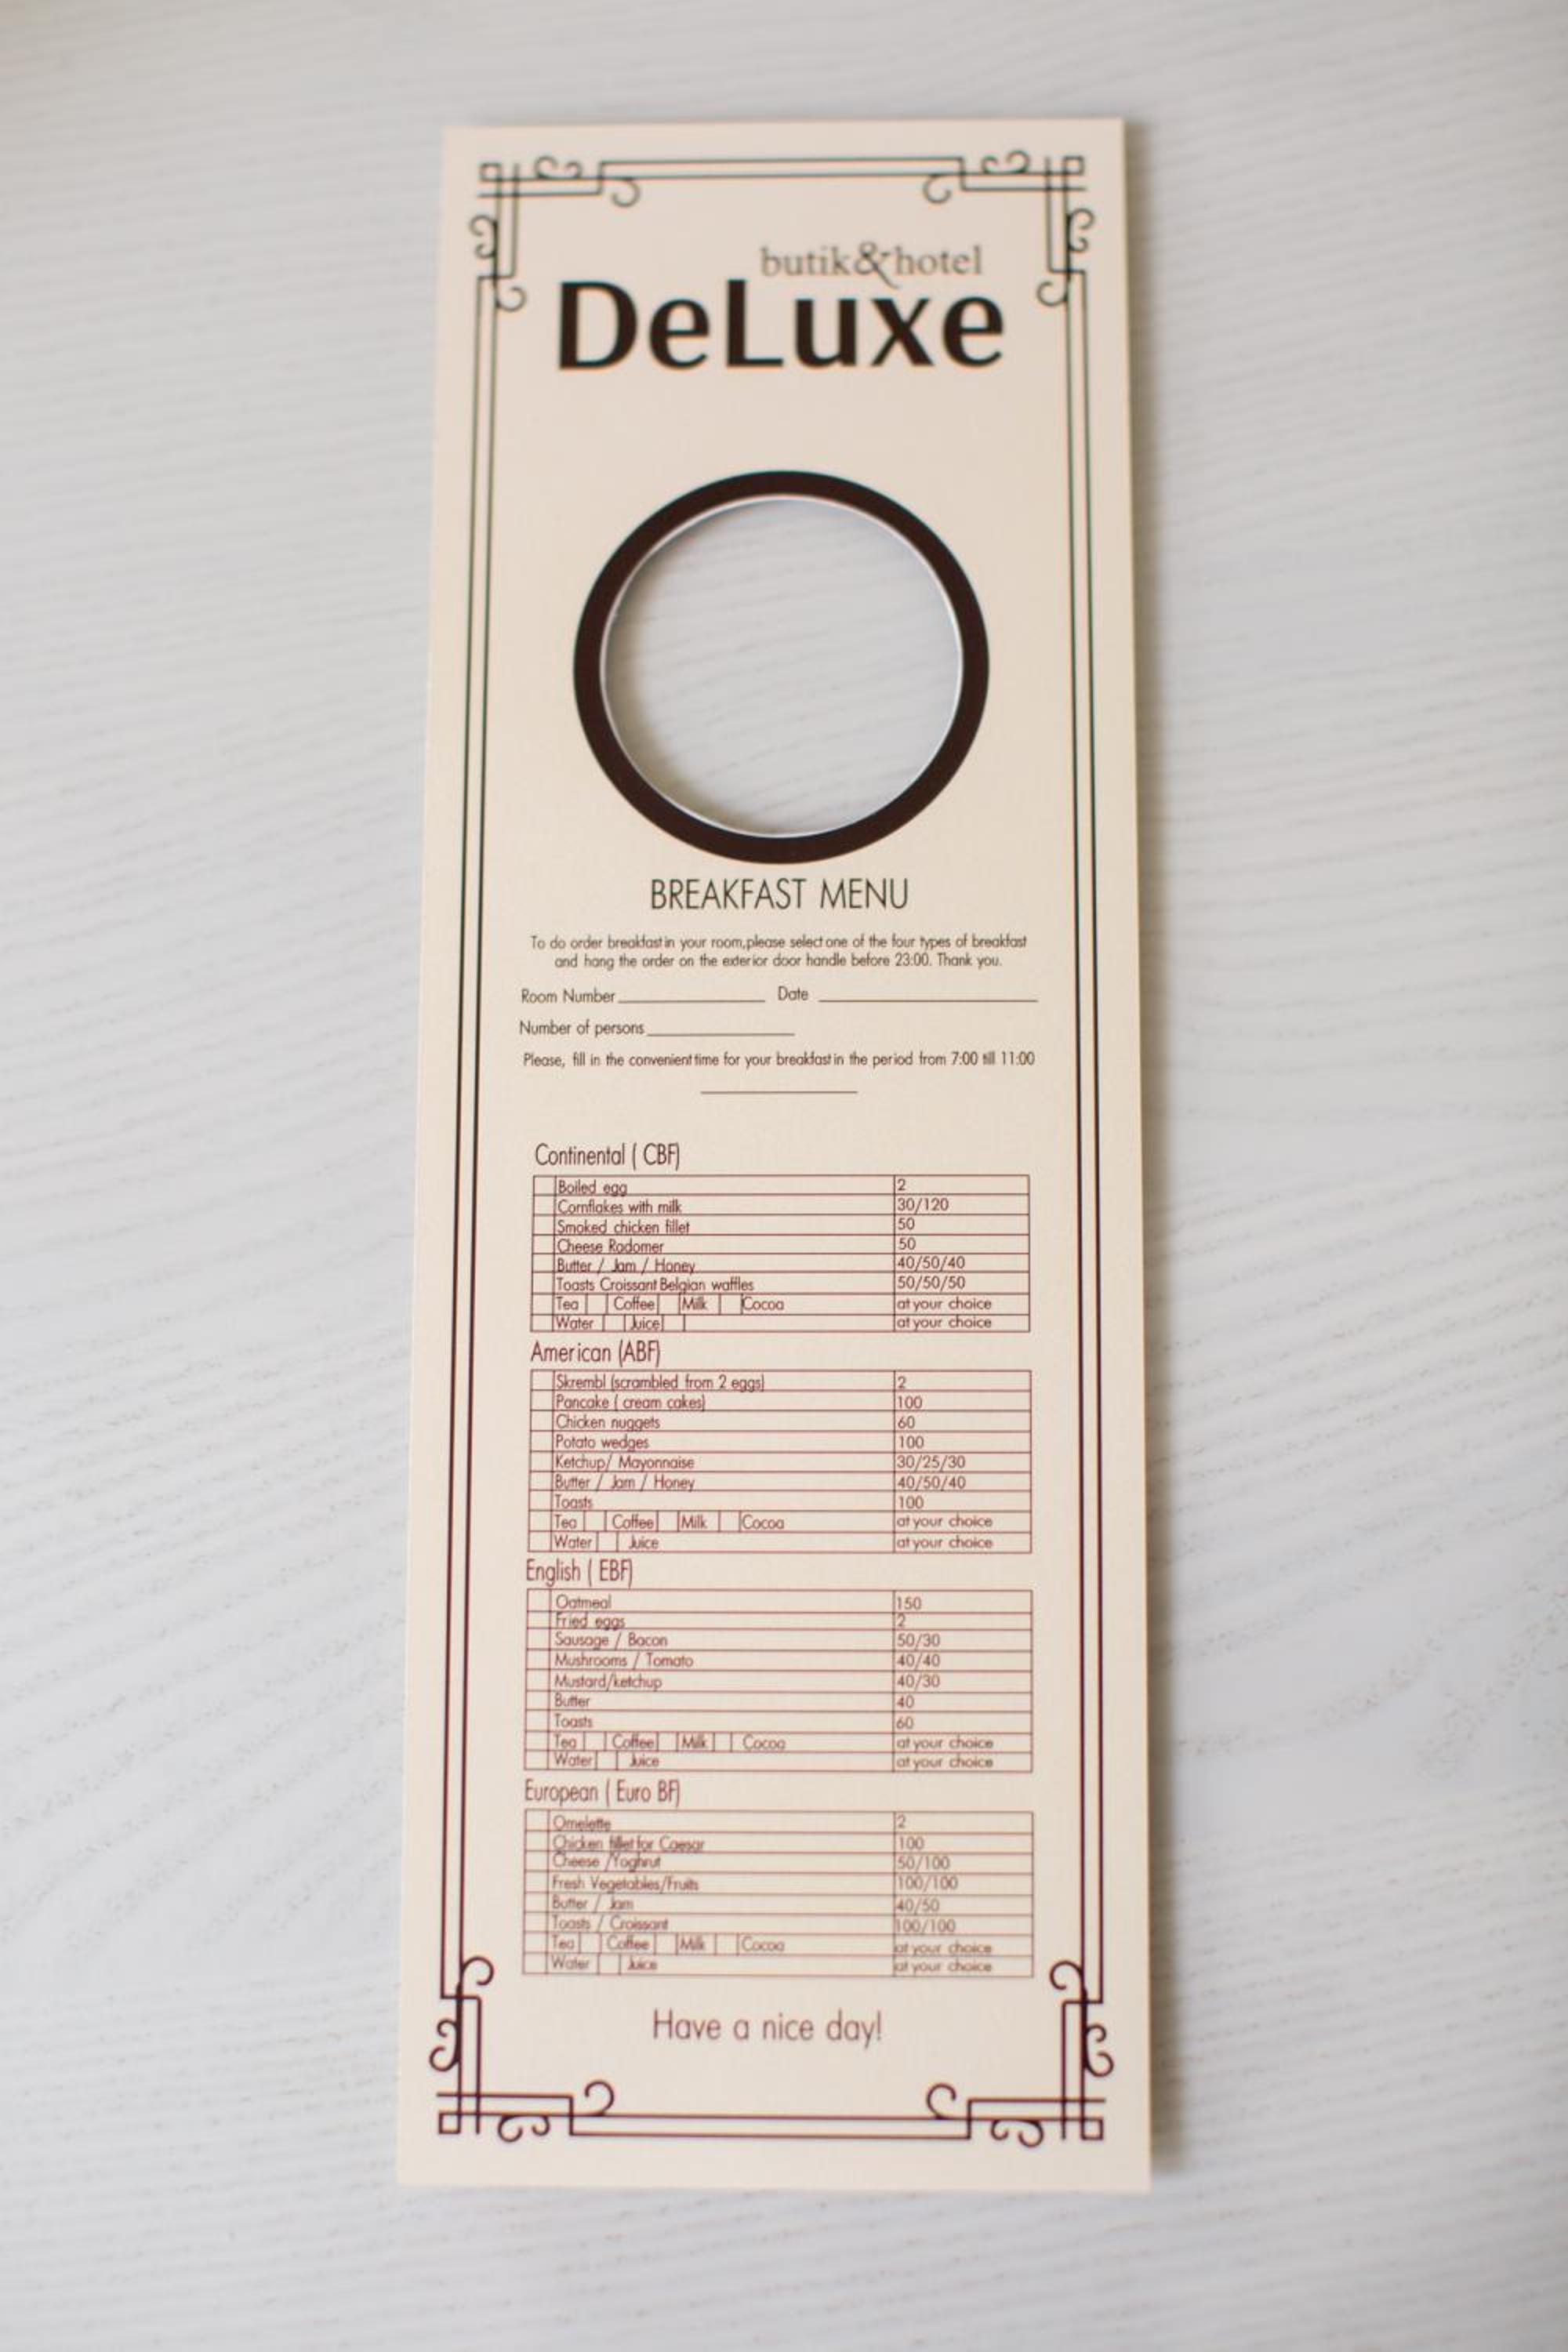 butik&hotel
DeLuxe
BREAKFAST MENU
To do order breakfast in your room,please select one of the four types of breakfast
and hang the order on the exterior door handle before 23:00. Thank you.
Room Number Date
Number of persons
Please, fill in the convenient time for your breakfast in the period from 7:00 till 11:00
Continental ( CBF)
Boiled egg 2
Cornflakes with milk 30/120
Smoked chicken fillet 50
Cheese Radomer 50
Butter / Jam / Honey 40/50/40
Toasts Croissant Belgian waffles 50/50/50
Tea Coffee Milk Cocoa at your choice
Water Juice at your choice
American (ABF)
Skrembl (scrambled from 2 eggs) 2
Pancake ( cream cakes) 100
Chicken nuggets 60
Potato wedges 100
Ketchup/ Mayonnaise 30/25/30
Butter / Jam / Honey 40/50/40
Toasts 100
Tea Coffee Milk Cocoa at your choice
Water Juice at your choice
English ( EBF)
Oatmeal 150
Fried eggs 2
Sausage / Bacon 50/30
Mushrooms / Tomato 40/40
Mustard/ketchup 40/30
Butter 40
Toasts 60
Tea Coffee Milk Cocoa at your choice
Water Juice at your choice
European ( Euro BF)
Omelette 2
Chicken fillet for Caesar 100
Cheese /Yoghrut 50/100
Fresh Vegetables/Fruits 100/100
Butter / Jam 40/50
Toasts / Croissant 100/100
Tea Coffee Milk Cocoa at your choice
Water Juice at your choice
Have a nice day!